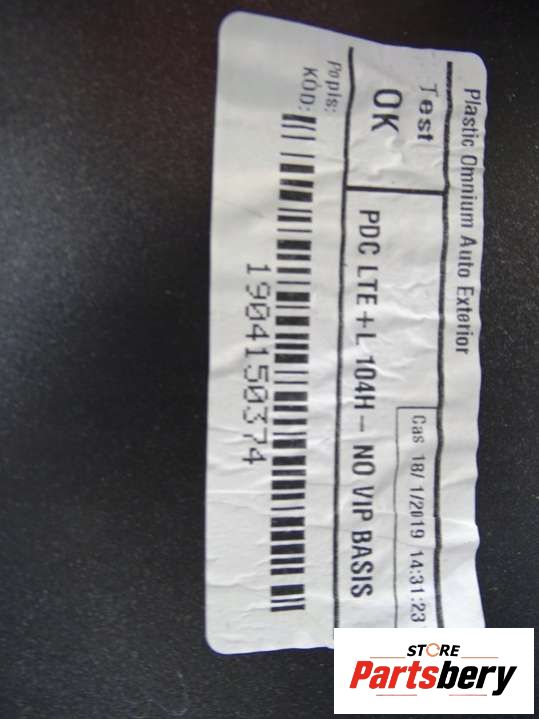 Plastic Omnium Auto Exterior
Test
OK
Cas 18/1/2019 14:31:23
PDC LTE+L 104H - NO VIP BASIS
Popis:
KÓD:
1904150374
STORE
Partsbery